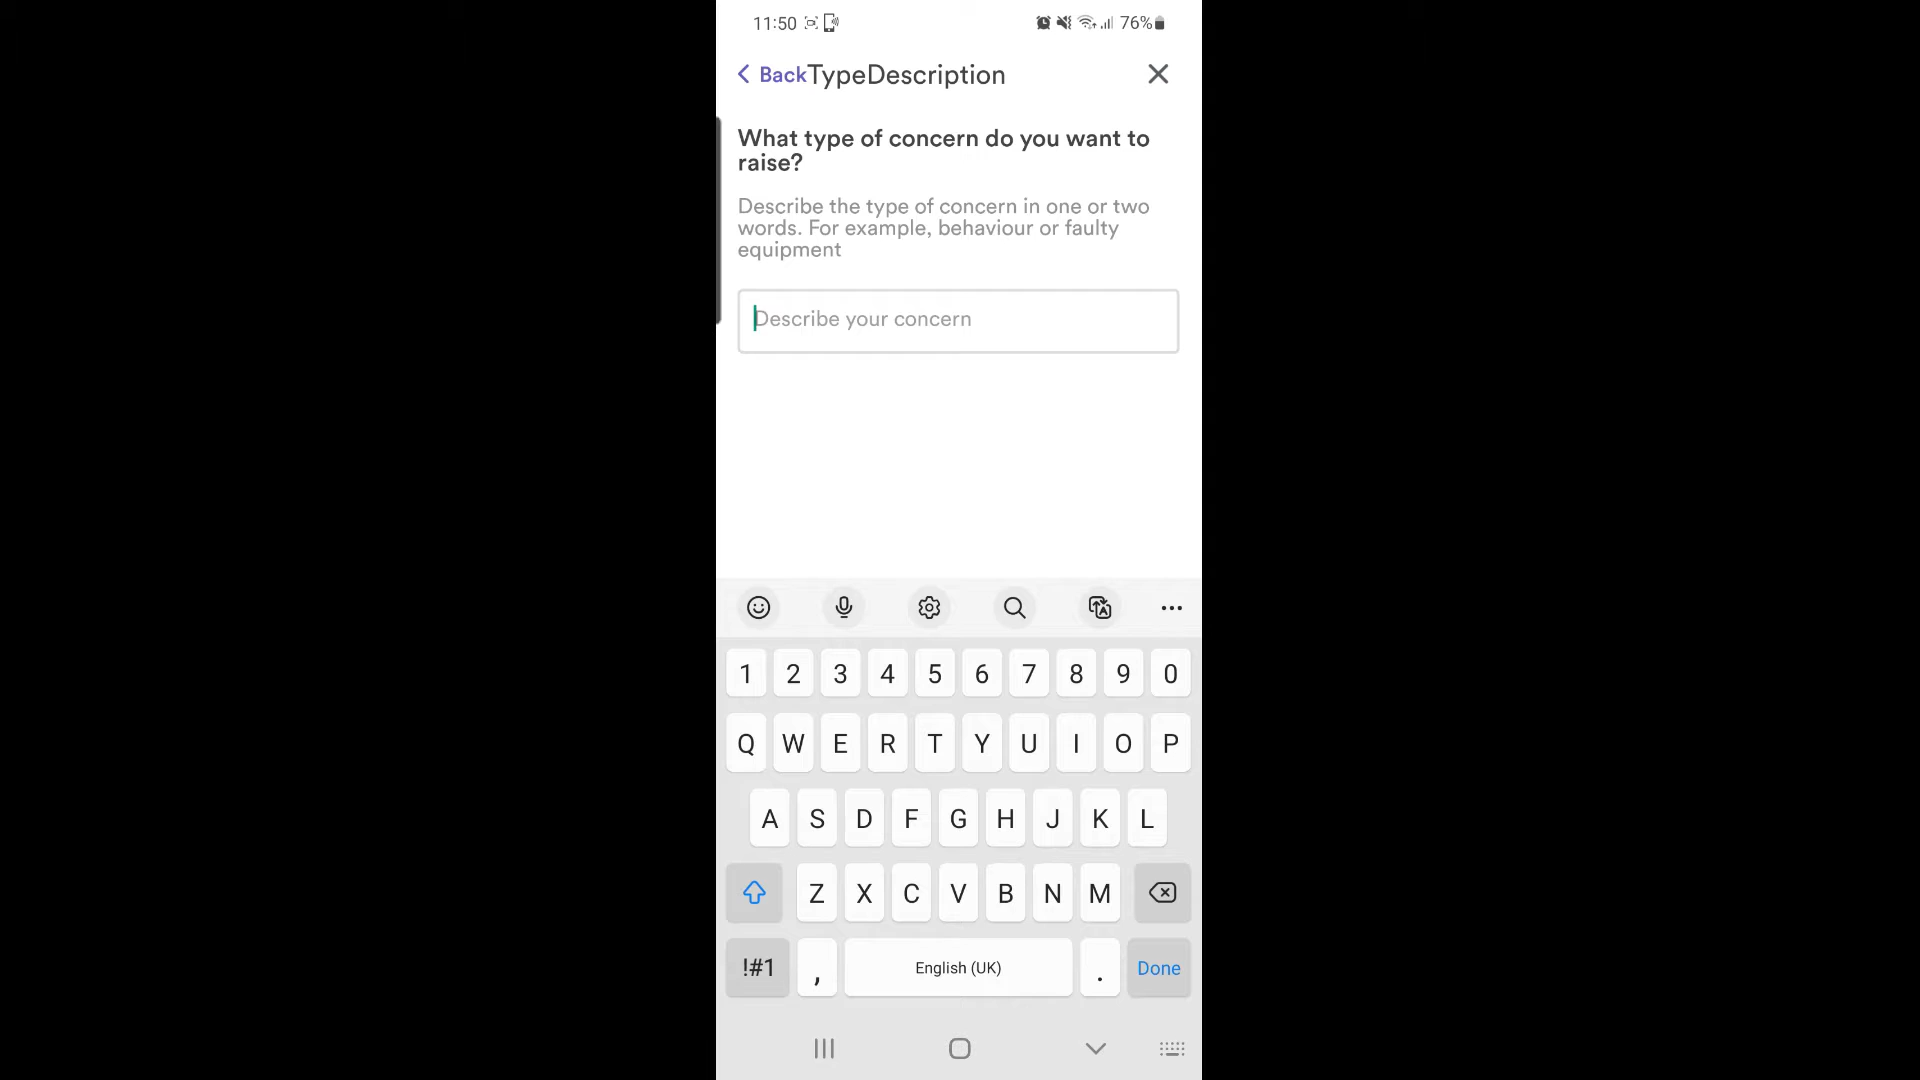 11:50 76%
Back TypeDescription
What type of concern do you want to
raise?
Describe the type of concern in one or two
words. For example, behaviour or faulty
equipment
Describe your concern
1 2 3 4 5 6 7 8 9 0
Q W E R T Y U I O P
A S D F G H J K L
Z X C V B N M
!#1 , English (UK) . Done